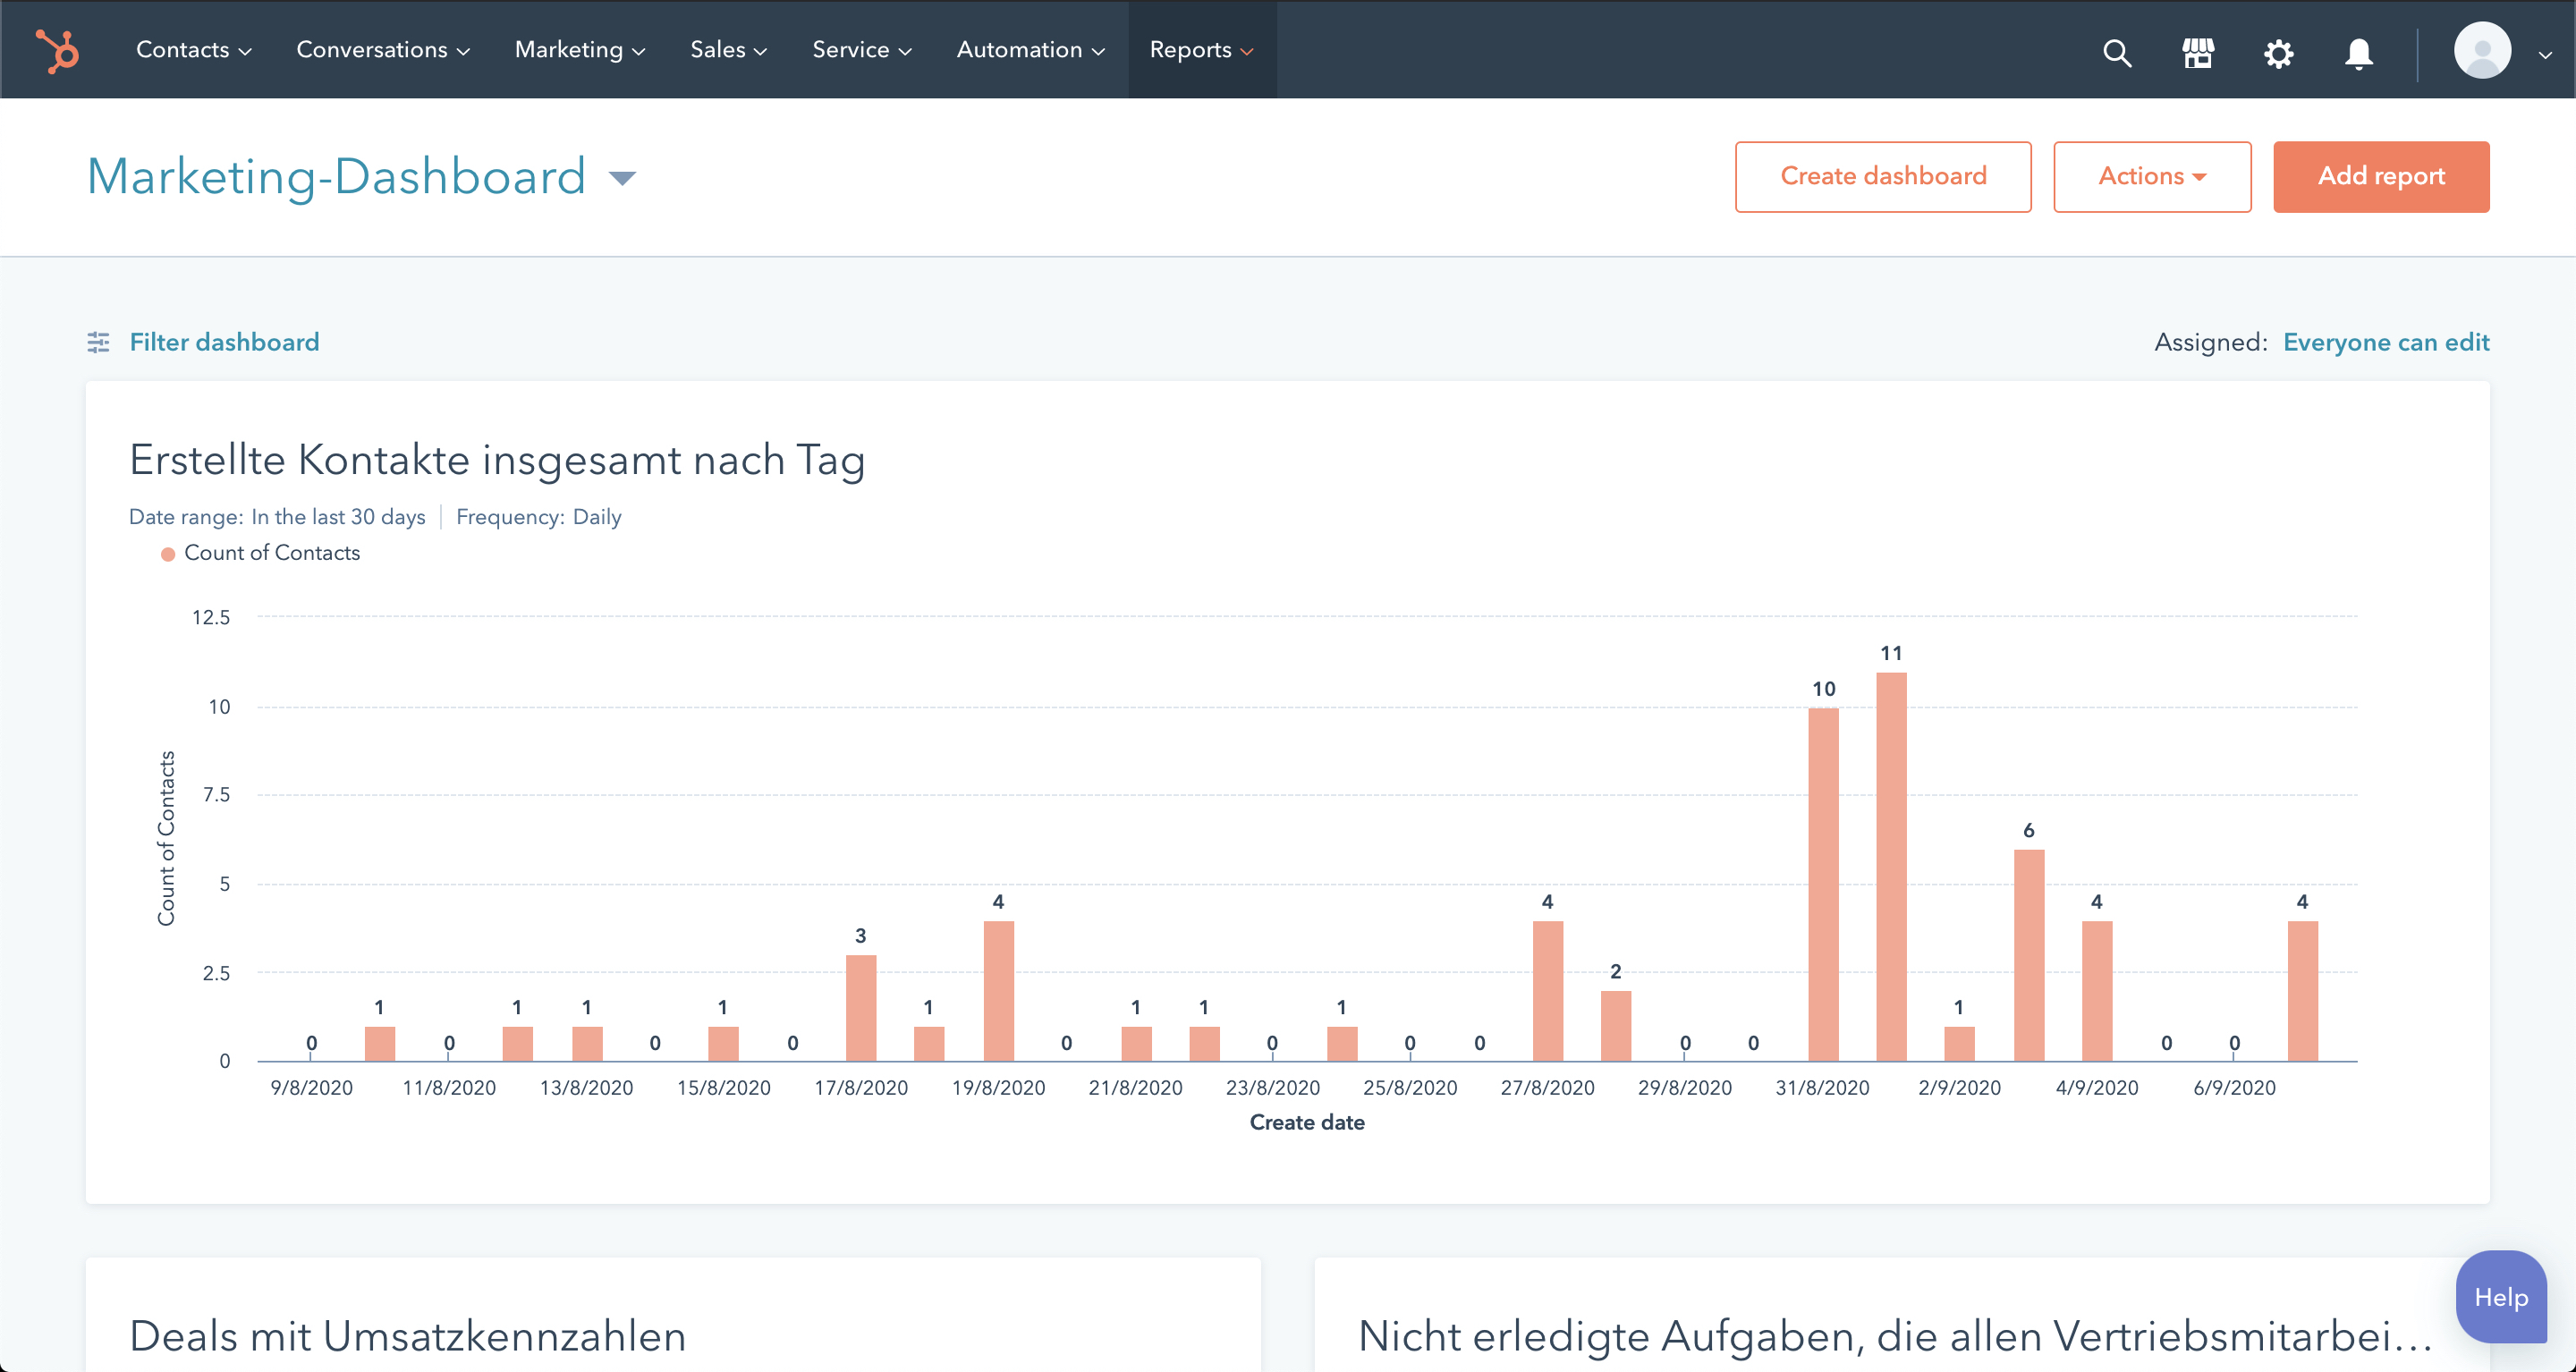 Contacts Conversations Marketing Sales Service Automation Reports
Marketing-Dashboard
Create dashboard Actions Add report
Filter dashboard
Assigned: Everyone can edit
Erstellte Kontakte insgesamt nach Tag
Date range: In the last 30 days Frequency: Daily
Count of Contacts
Count of Contacts
12.5
10
7.5
5
2.5
0
0 1 0 1 1 0 1 0 3 1 4 0 1 1 0 1 0 0 4 2 0 0 10 11 1 6 4 0 0 4
9/8/2020 11/8/2020 13/8/2020 15/8/2020 17/8/2020 19/8/2020 21/8/2020 23/8/2020 25/8/2020 27/8/2020 29/8/2020 31/8/2020 2/9/2020 4/9/2020 6/9/2020
Create date
Deals mit Umsatzkennzahlen
Nicht erledigte Aufgaben, die allen Vertriebsmitarbei...
Help